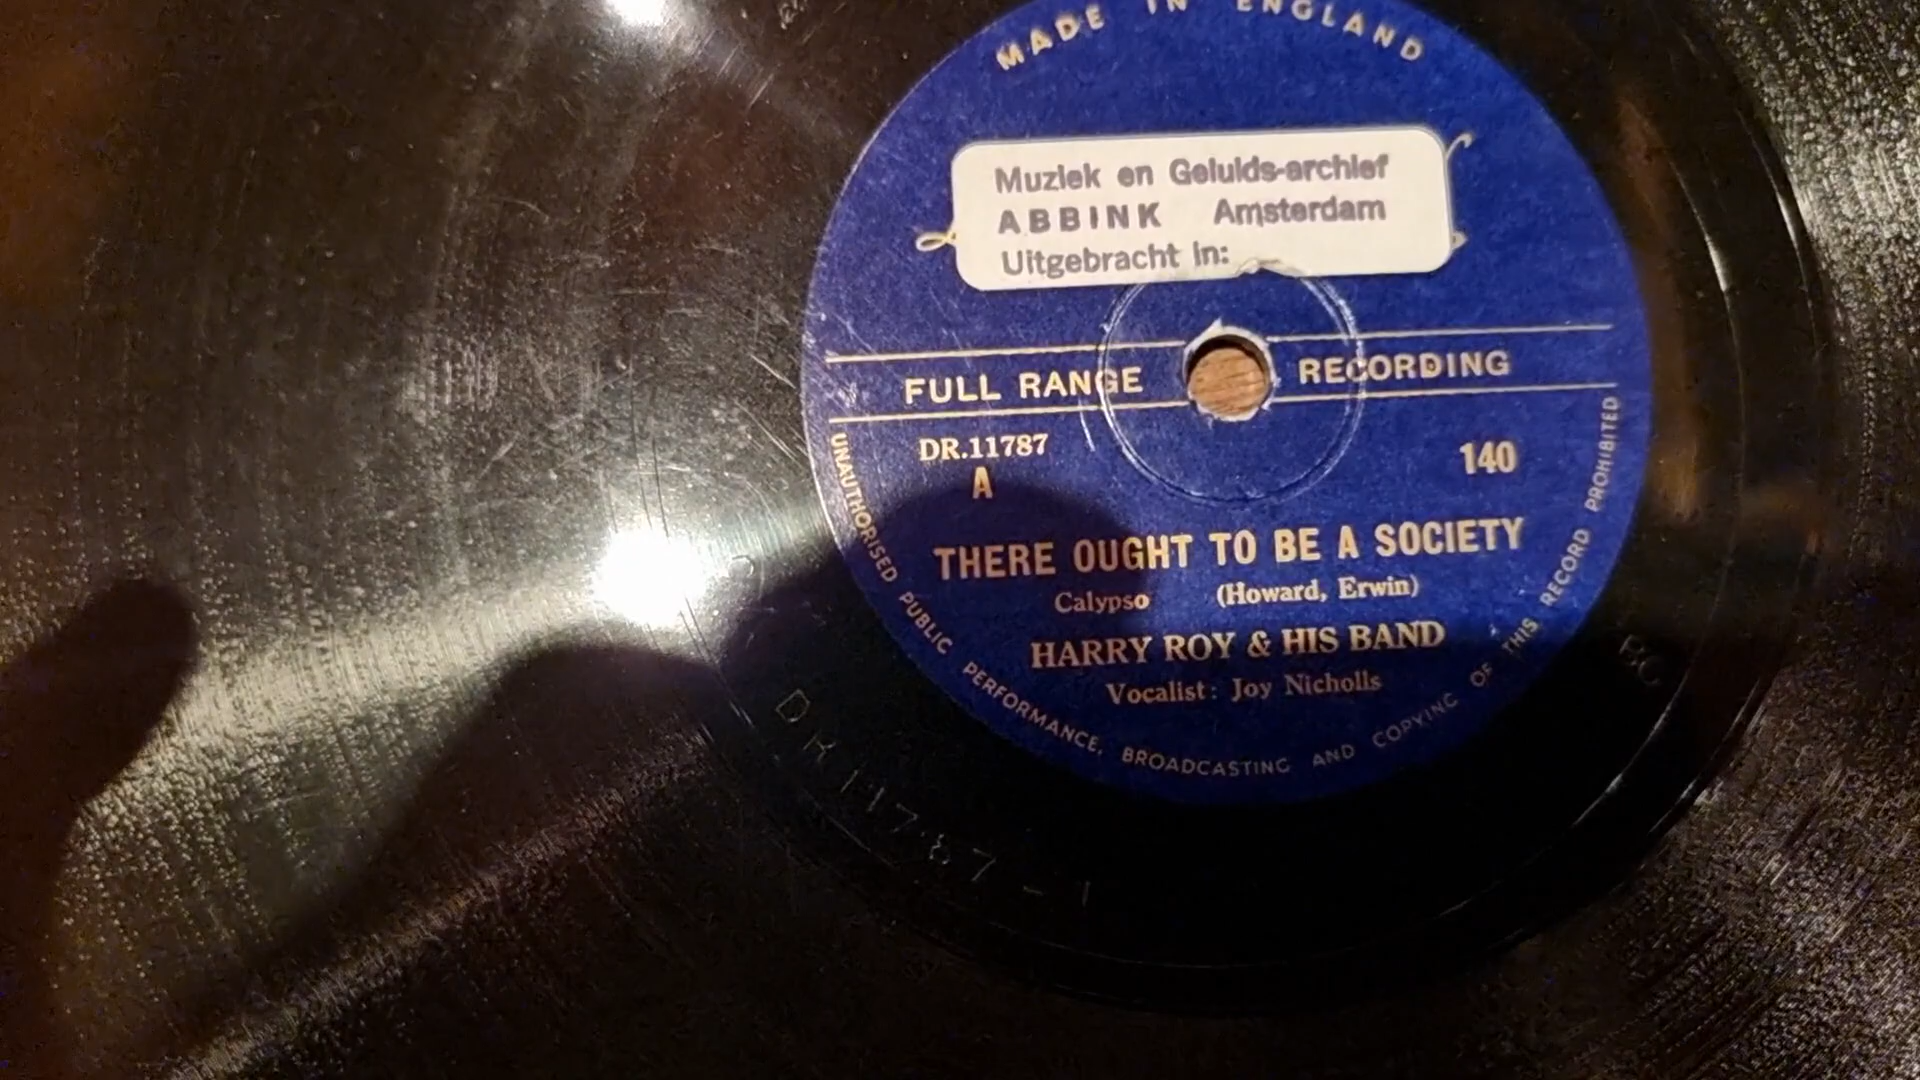 MADE IN ENGLAND
Muziek en Geluids-archief
ABBINK Amsterdam
Uitgebracht in:
FULL RANGE RECORDING
DR.11787
A
140
THERE OUGHT TO BE A SOCIETY
Calypso (Howard, Erwin)
HARRY ROY & HIS BAND
Vocalist: Joy Nicholls
UNAUTHORISED PUBLIC PERFORMANCE, BROADCASTING AND COPYING OF THIS RECORD PROHIBITED
DR11787-1